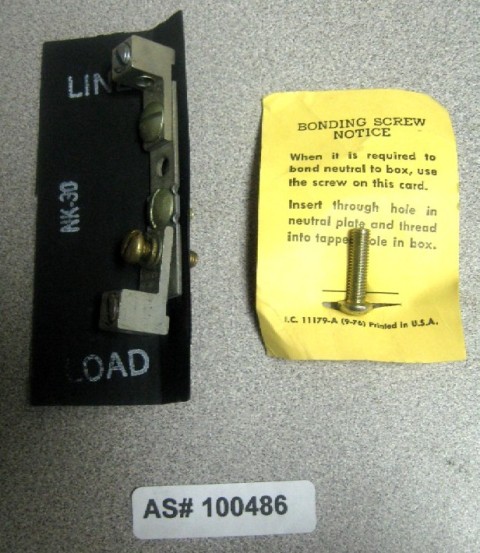 LIN
NK-30
LOAD
BONDING SCREW
NOTICE
When it is required to
bond neutral to box, use
the screw on this card.
Insert through hole in
neutral plate and thread
into tapped hole in box.
I.C. 11179-A (9-76) Printed in U.S.A.
AS# 100486